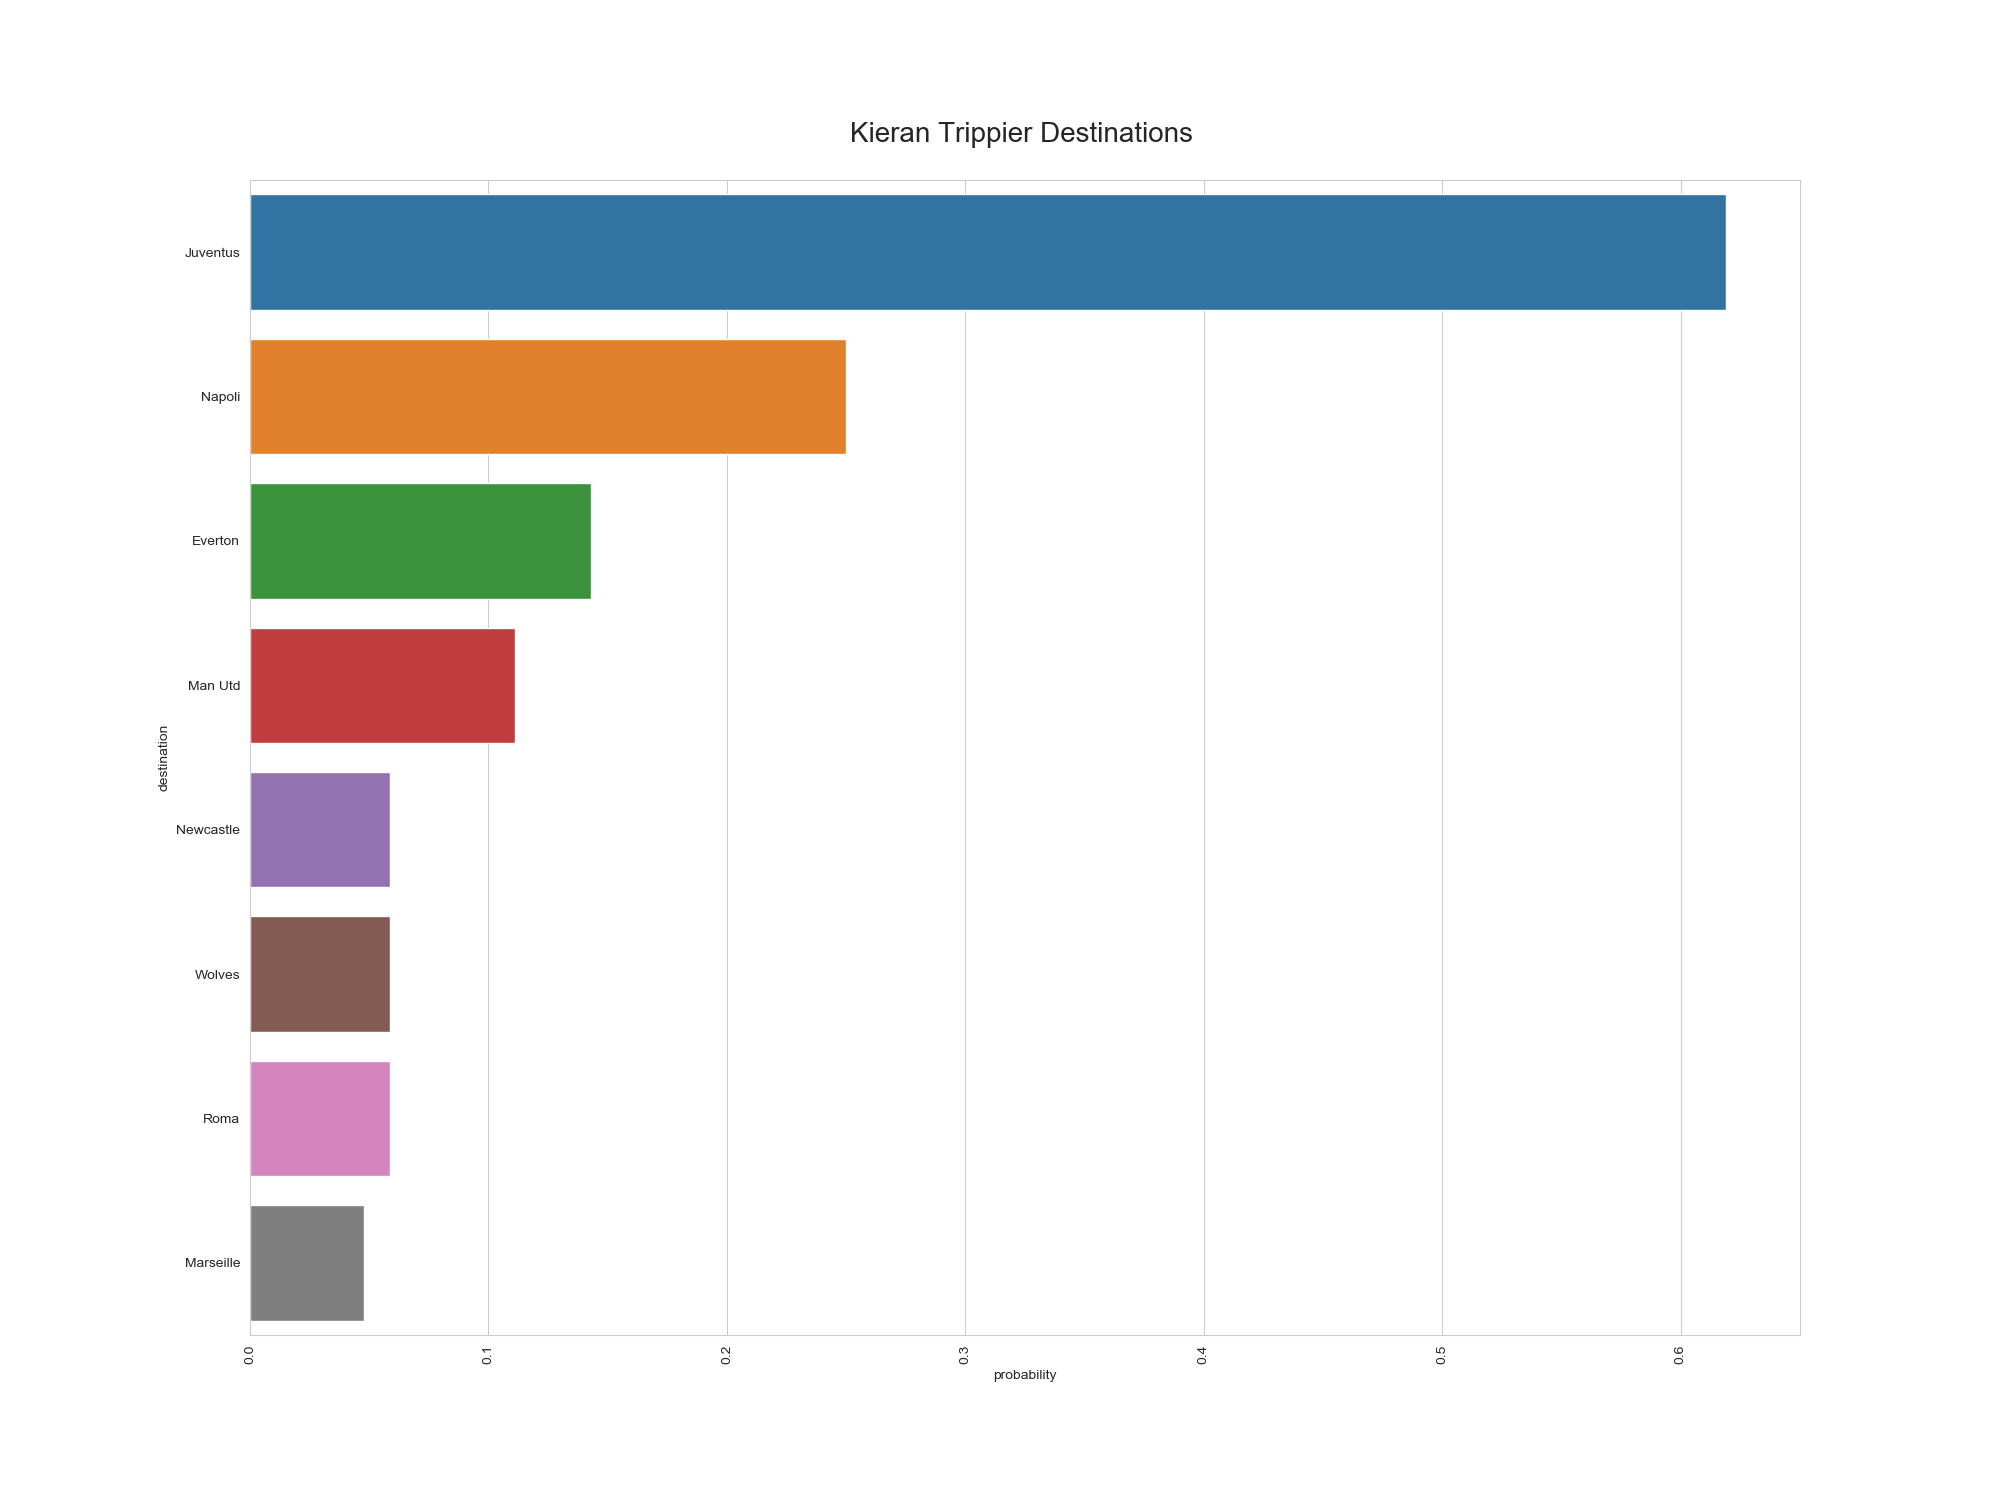 Kieran Trippier Destinations
Juventus
Napoli
Everton
Man Utd
Newcastle
Wolves
Roma
Marseille
destination
0.0 0.1 0.2 0.3 0.4 0.5 0.6
probability